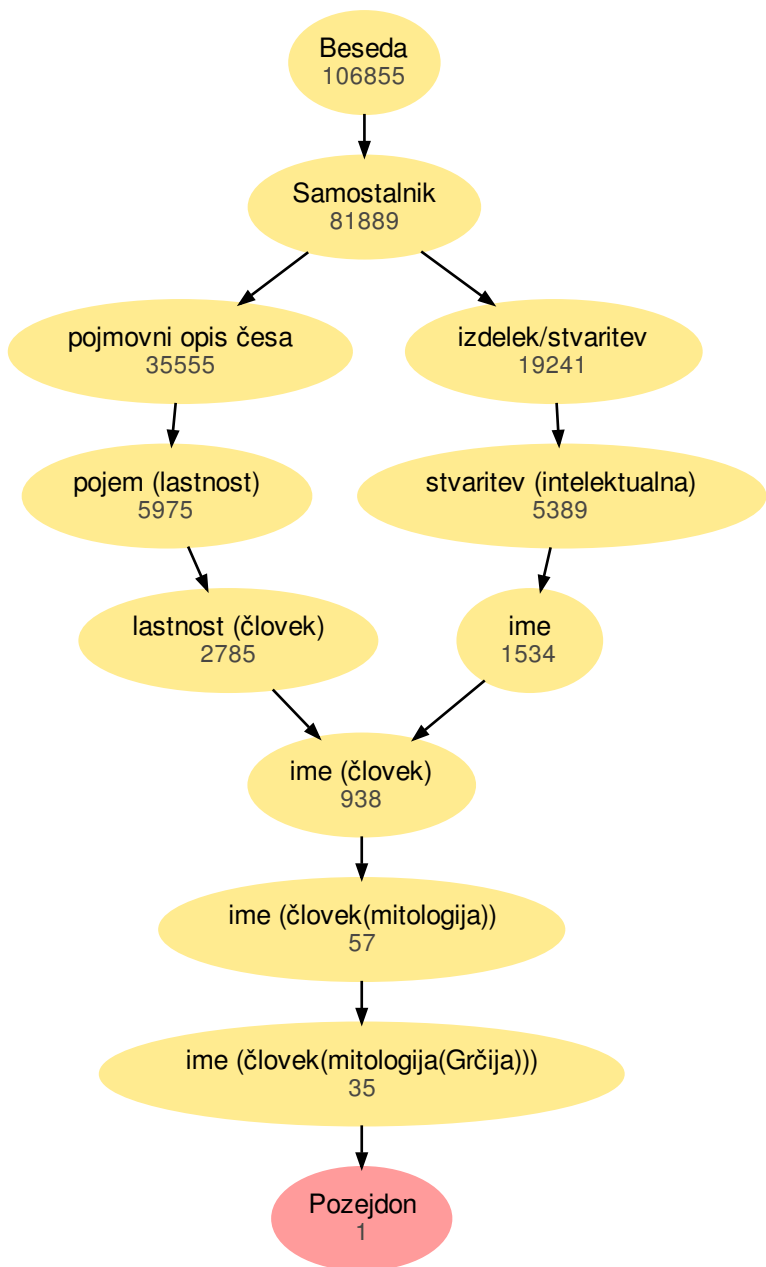 Beseda
106855
Samostalnik
81889
pojmovni opis česa
35555
izdelek/stvaritev
19241
pojem (lastnost)
5975
stvaritev (intelektualna)
5389
lastnost (človek)
2785
ime
1534
ime (človek)
938
ime (človek(mitologija))
57
ime (človek(mitologija(Grčija)))
35
Pozejdon
1